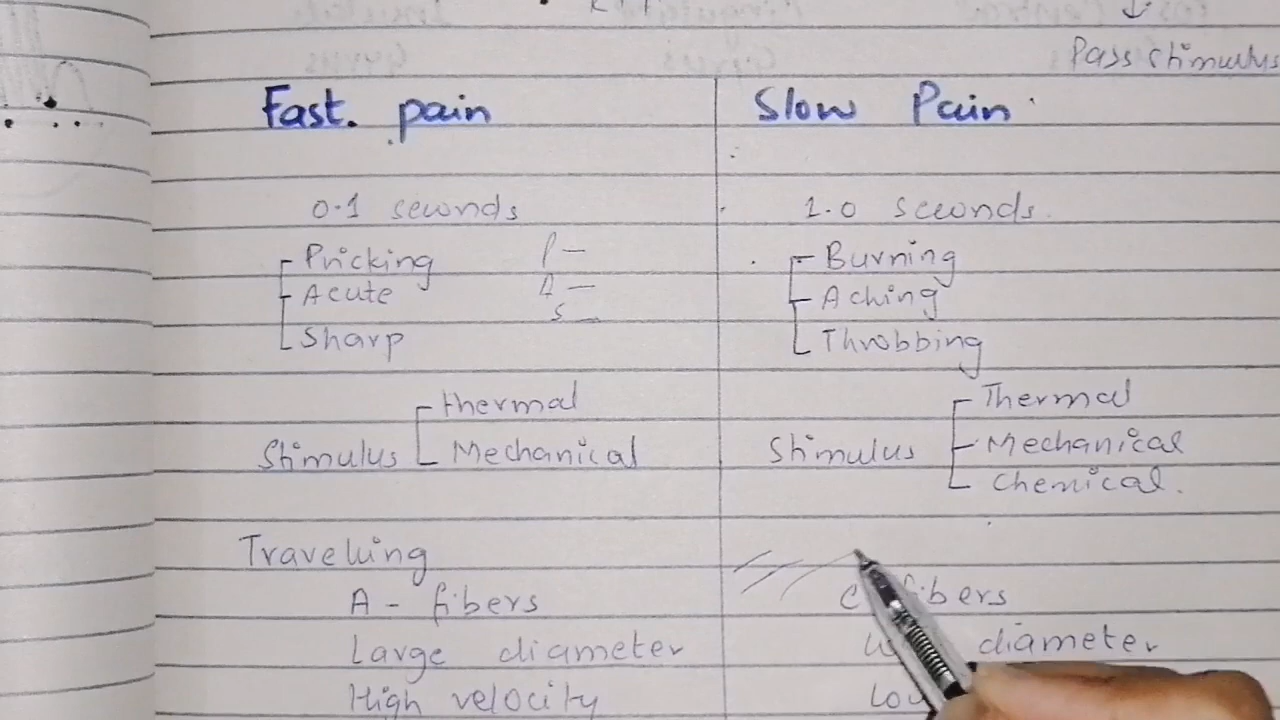 Pass stimulus
Fast. pain
Slow Pain
0.1 seconds
1.0 seconds.
Pricking P-
Acute A-
Sharp S-
Burning
Aching
Throbbing
Stimulus
thermal
Mechanical
Stimulus
Thermal
Mechanical
Chemical.
Traveling
A - fibers
Large diameter
High velocity
C fibers
diameter